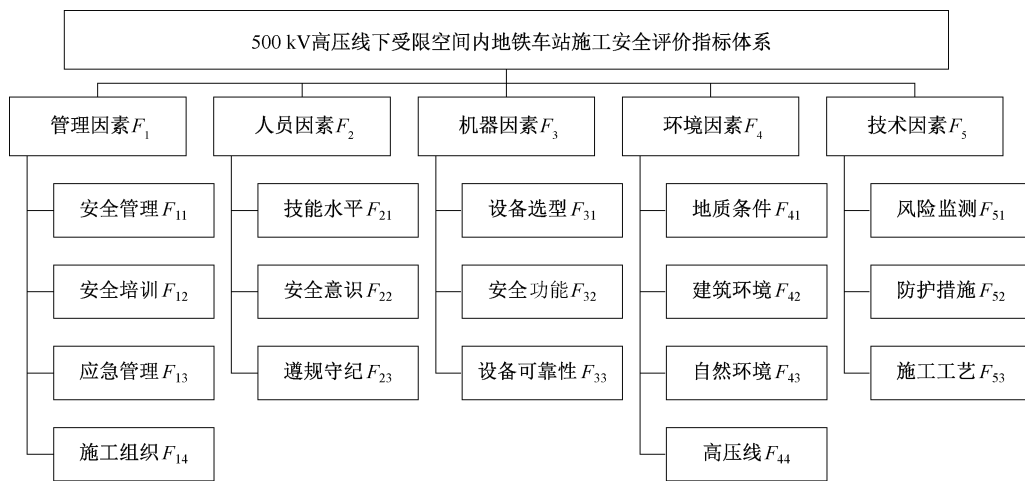 500 kV高压线下受限空间内地铁车站施工安全评价指标体系
管理因素F₁
人员因素F₂
机器因素F₃
环境因素F₄
技术因素F₅
安全管理F₁₁
技能水平F₂₁
设备选型F₃₁
地质条件F₄₁
风险监测F₅₁
安全培训F₁₂
安全意识F₂₂
安全功能F₃₂
建筑环境F₄₂
防护措施F₅₂
应急管理F₁₃
遵规守纪F₂₃
设备可靠性F₃₃
自然环境F₄₃
施工工艺F₅₃
施工组织F₁₄
高压线F₄₄